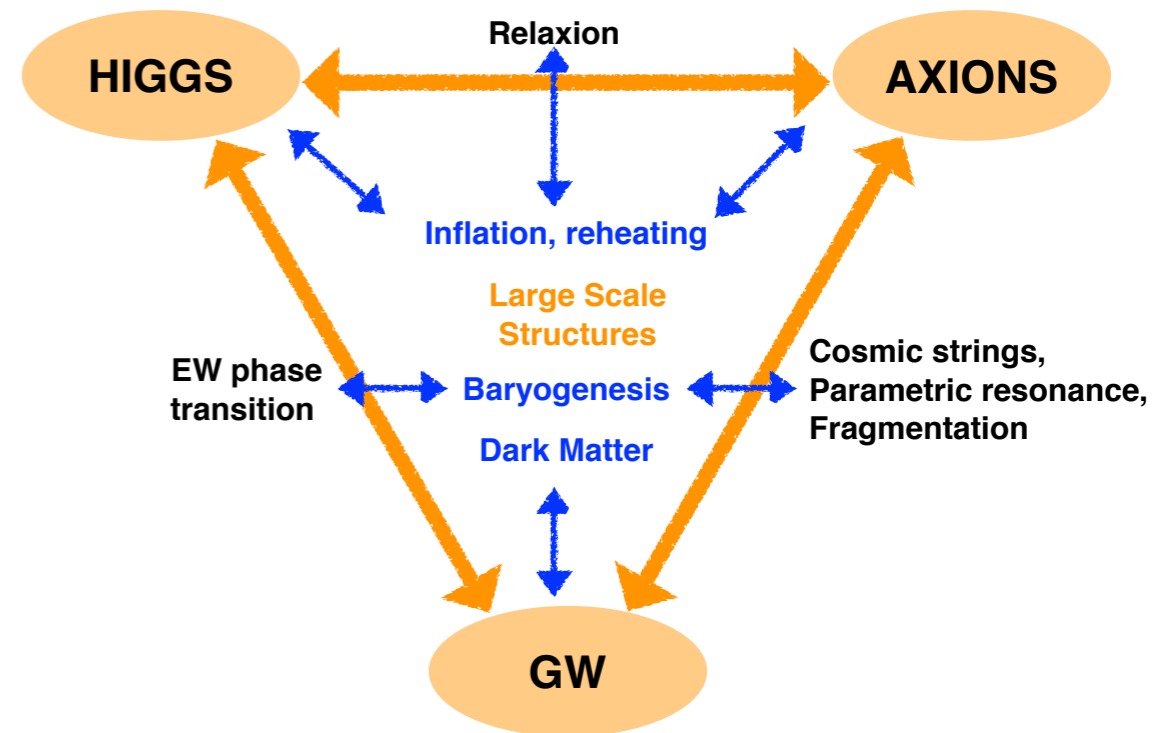 Relaxion
HIGGS
AXIONS
Inflation, reheating
Large Scale
Structures
EW phase
transition
Baryogenesis
Cosmic strings,
Parametric resonance,
Fragmentation
Dark Matter
GW